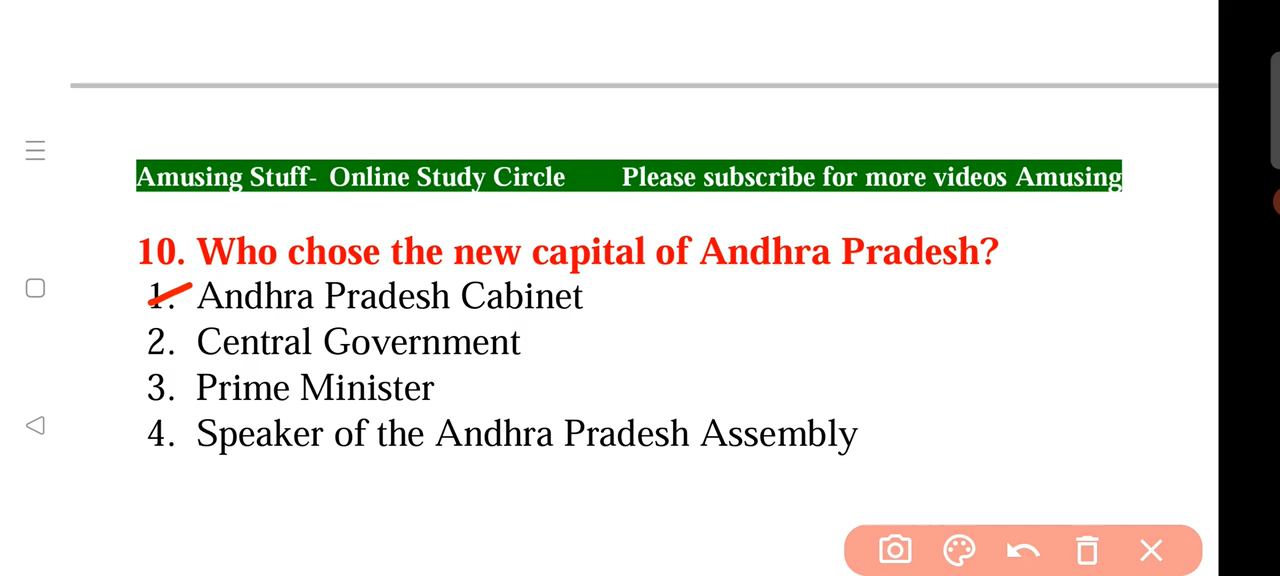 Amusing Stuff- Online Study Circle Please subscribe for more videos Amusing
10. Who chose the new capital of Andhra Pradesh?
1. Andhra Pradesh Cabinet
2. Central Government
3. Prime Minister
4. Speaker of the Andhra Pradesh Assembly